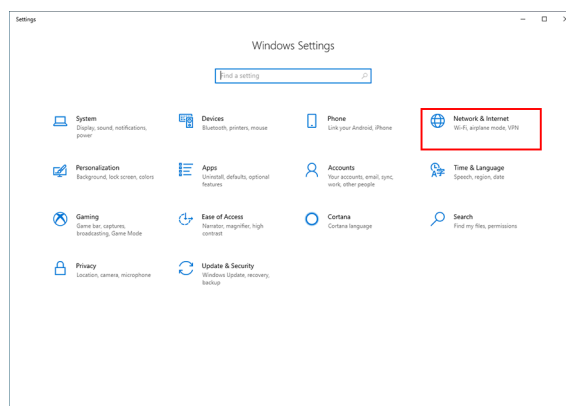 Settings
Windows Settings
Find a setting
System
Display, sound, notifications,
power
Devices
Bluetooth, printers, mouse
Phone
Link your Android, iPhone
Network & Internet
Wi-Fi, airplane mode, VPN
Personalization
Background, lock screen, colors
Apps
Uninstall, defaults, optional
features
Accounts
Your accounts, email, sync,
work, other people
Time & Language
Speech, region, date
Gaming
Game bar, captures,
broadcasting, Game Mode
Ease of Access
Narrator, magnifier, high
contrast
Cortana
Cortana language
Search
Find my files, permissions
Privacy
Location, camera, microphone
Update & Security
Windows Update, recovery,
backup